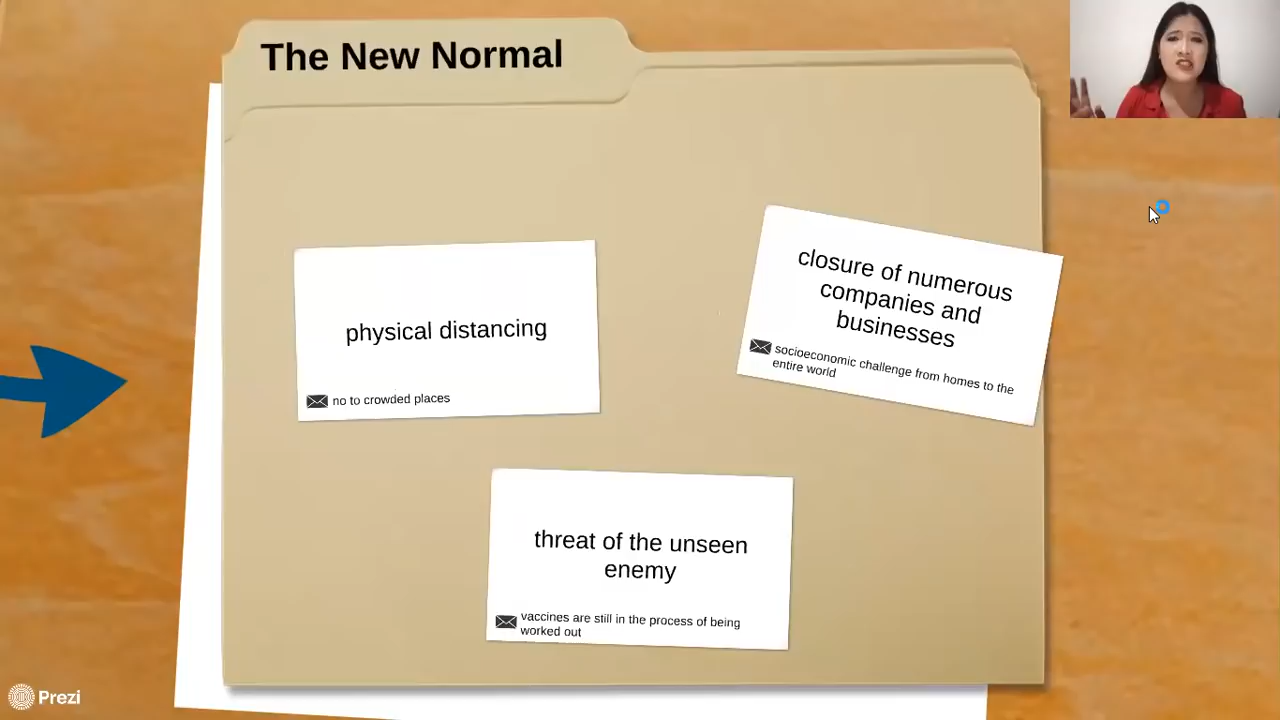 The New Normal
physical distancing
no to crowded places
closure of numerous
companies and
businesses
socioeconomic challenge from homes to the
entire world
threat of the unseen
enemy
vaccines are still in the process of being
worked out
Prezi